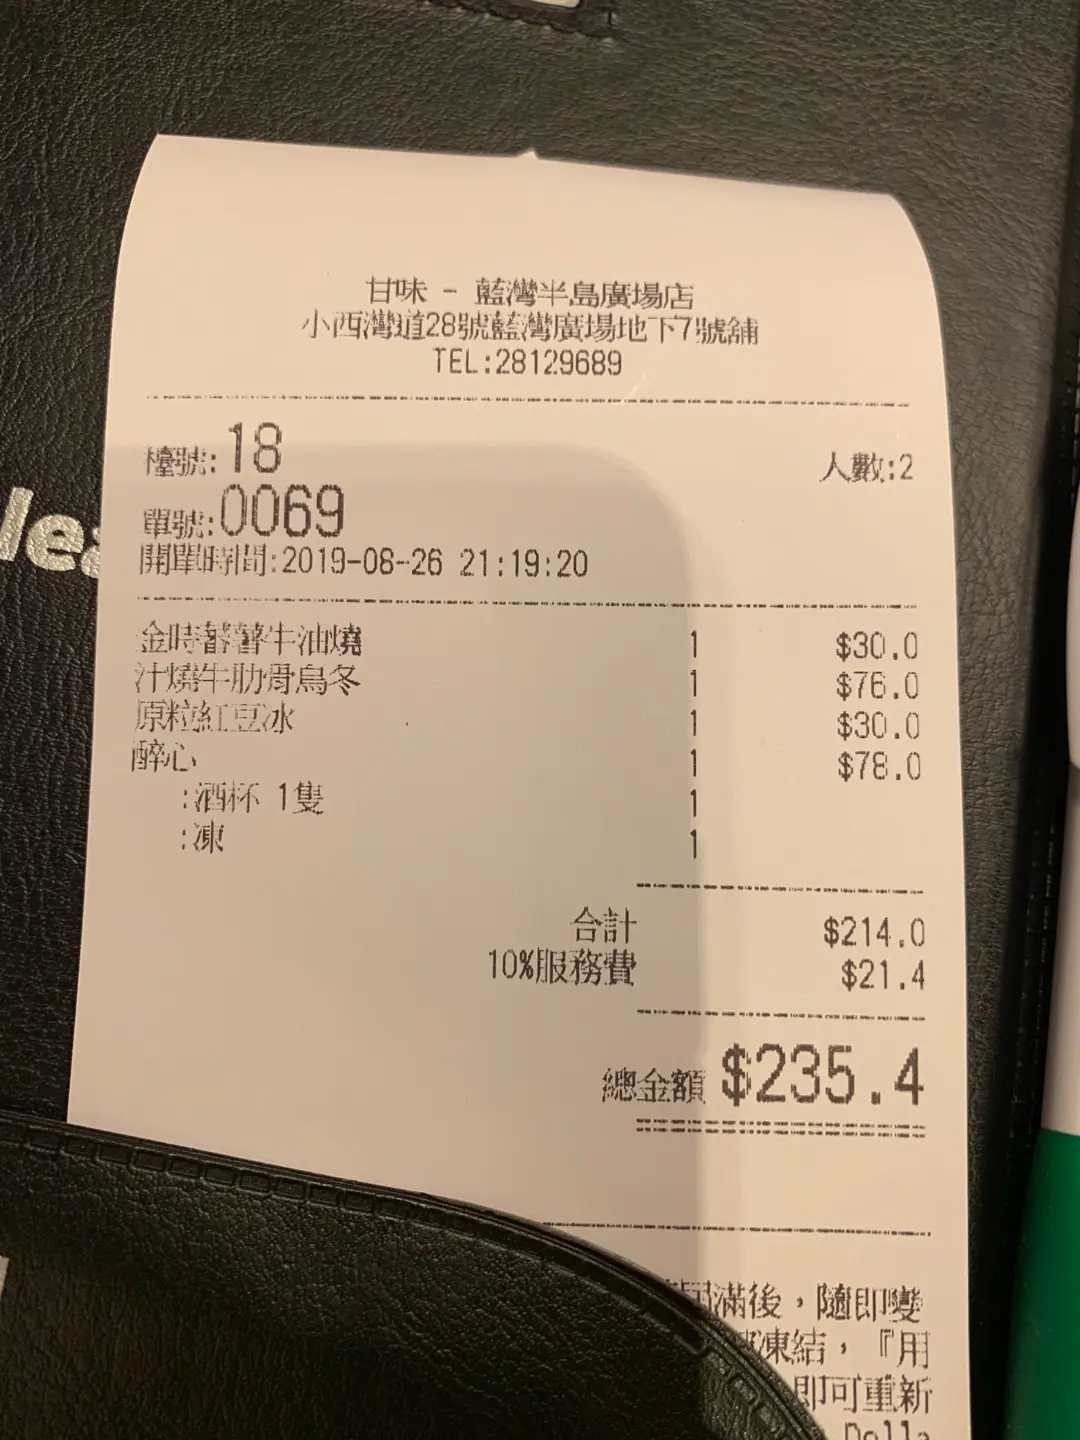 甘味 - 藍灣半島廣場店
小西灣道28號藍灣廣場地下7號舖
TEL:28129689
檯號:18 人數:2
單號:0069
開單時間:2019-08-26 21:19:20
金時蕃薯牛油燒 1 $30.0
汁燒牛肋骨烏冬 1 $76.0
原粒紅豆冰 1 $30.0
醉心 1 $78.0
:酒杯 1隻 1
:凍 1
合計 $214.0
10%服務費 $21.4
總金額 $235.4
滿後，隨即變
凍結，『用
即可重新
Dolla